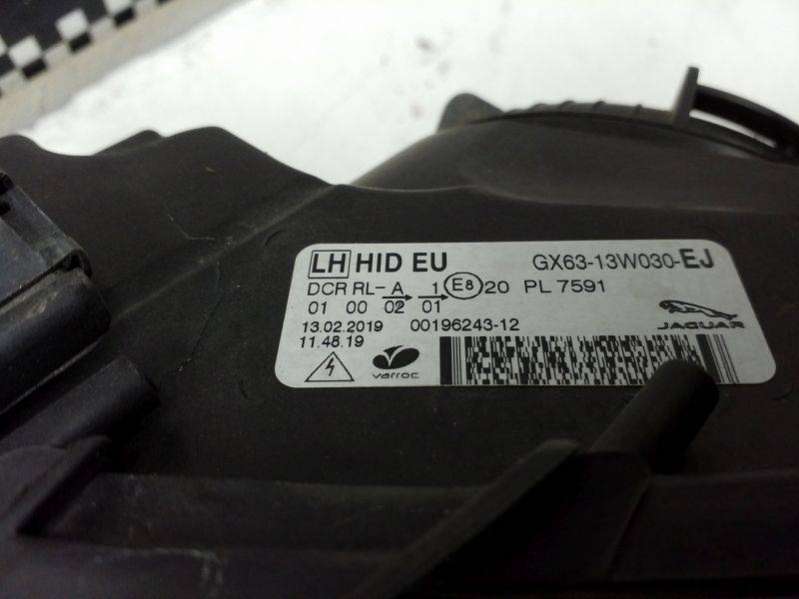 LH HID EU GX63-13W030-EJ
DCR RL-A 1 E8 20 PL 7591
01 00 02 01
13.02.2019 00196243-12
11.48.19
varroc
JAGUAR